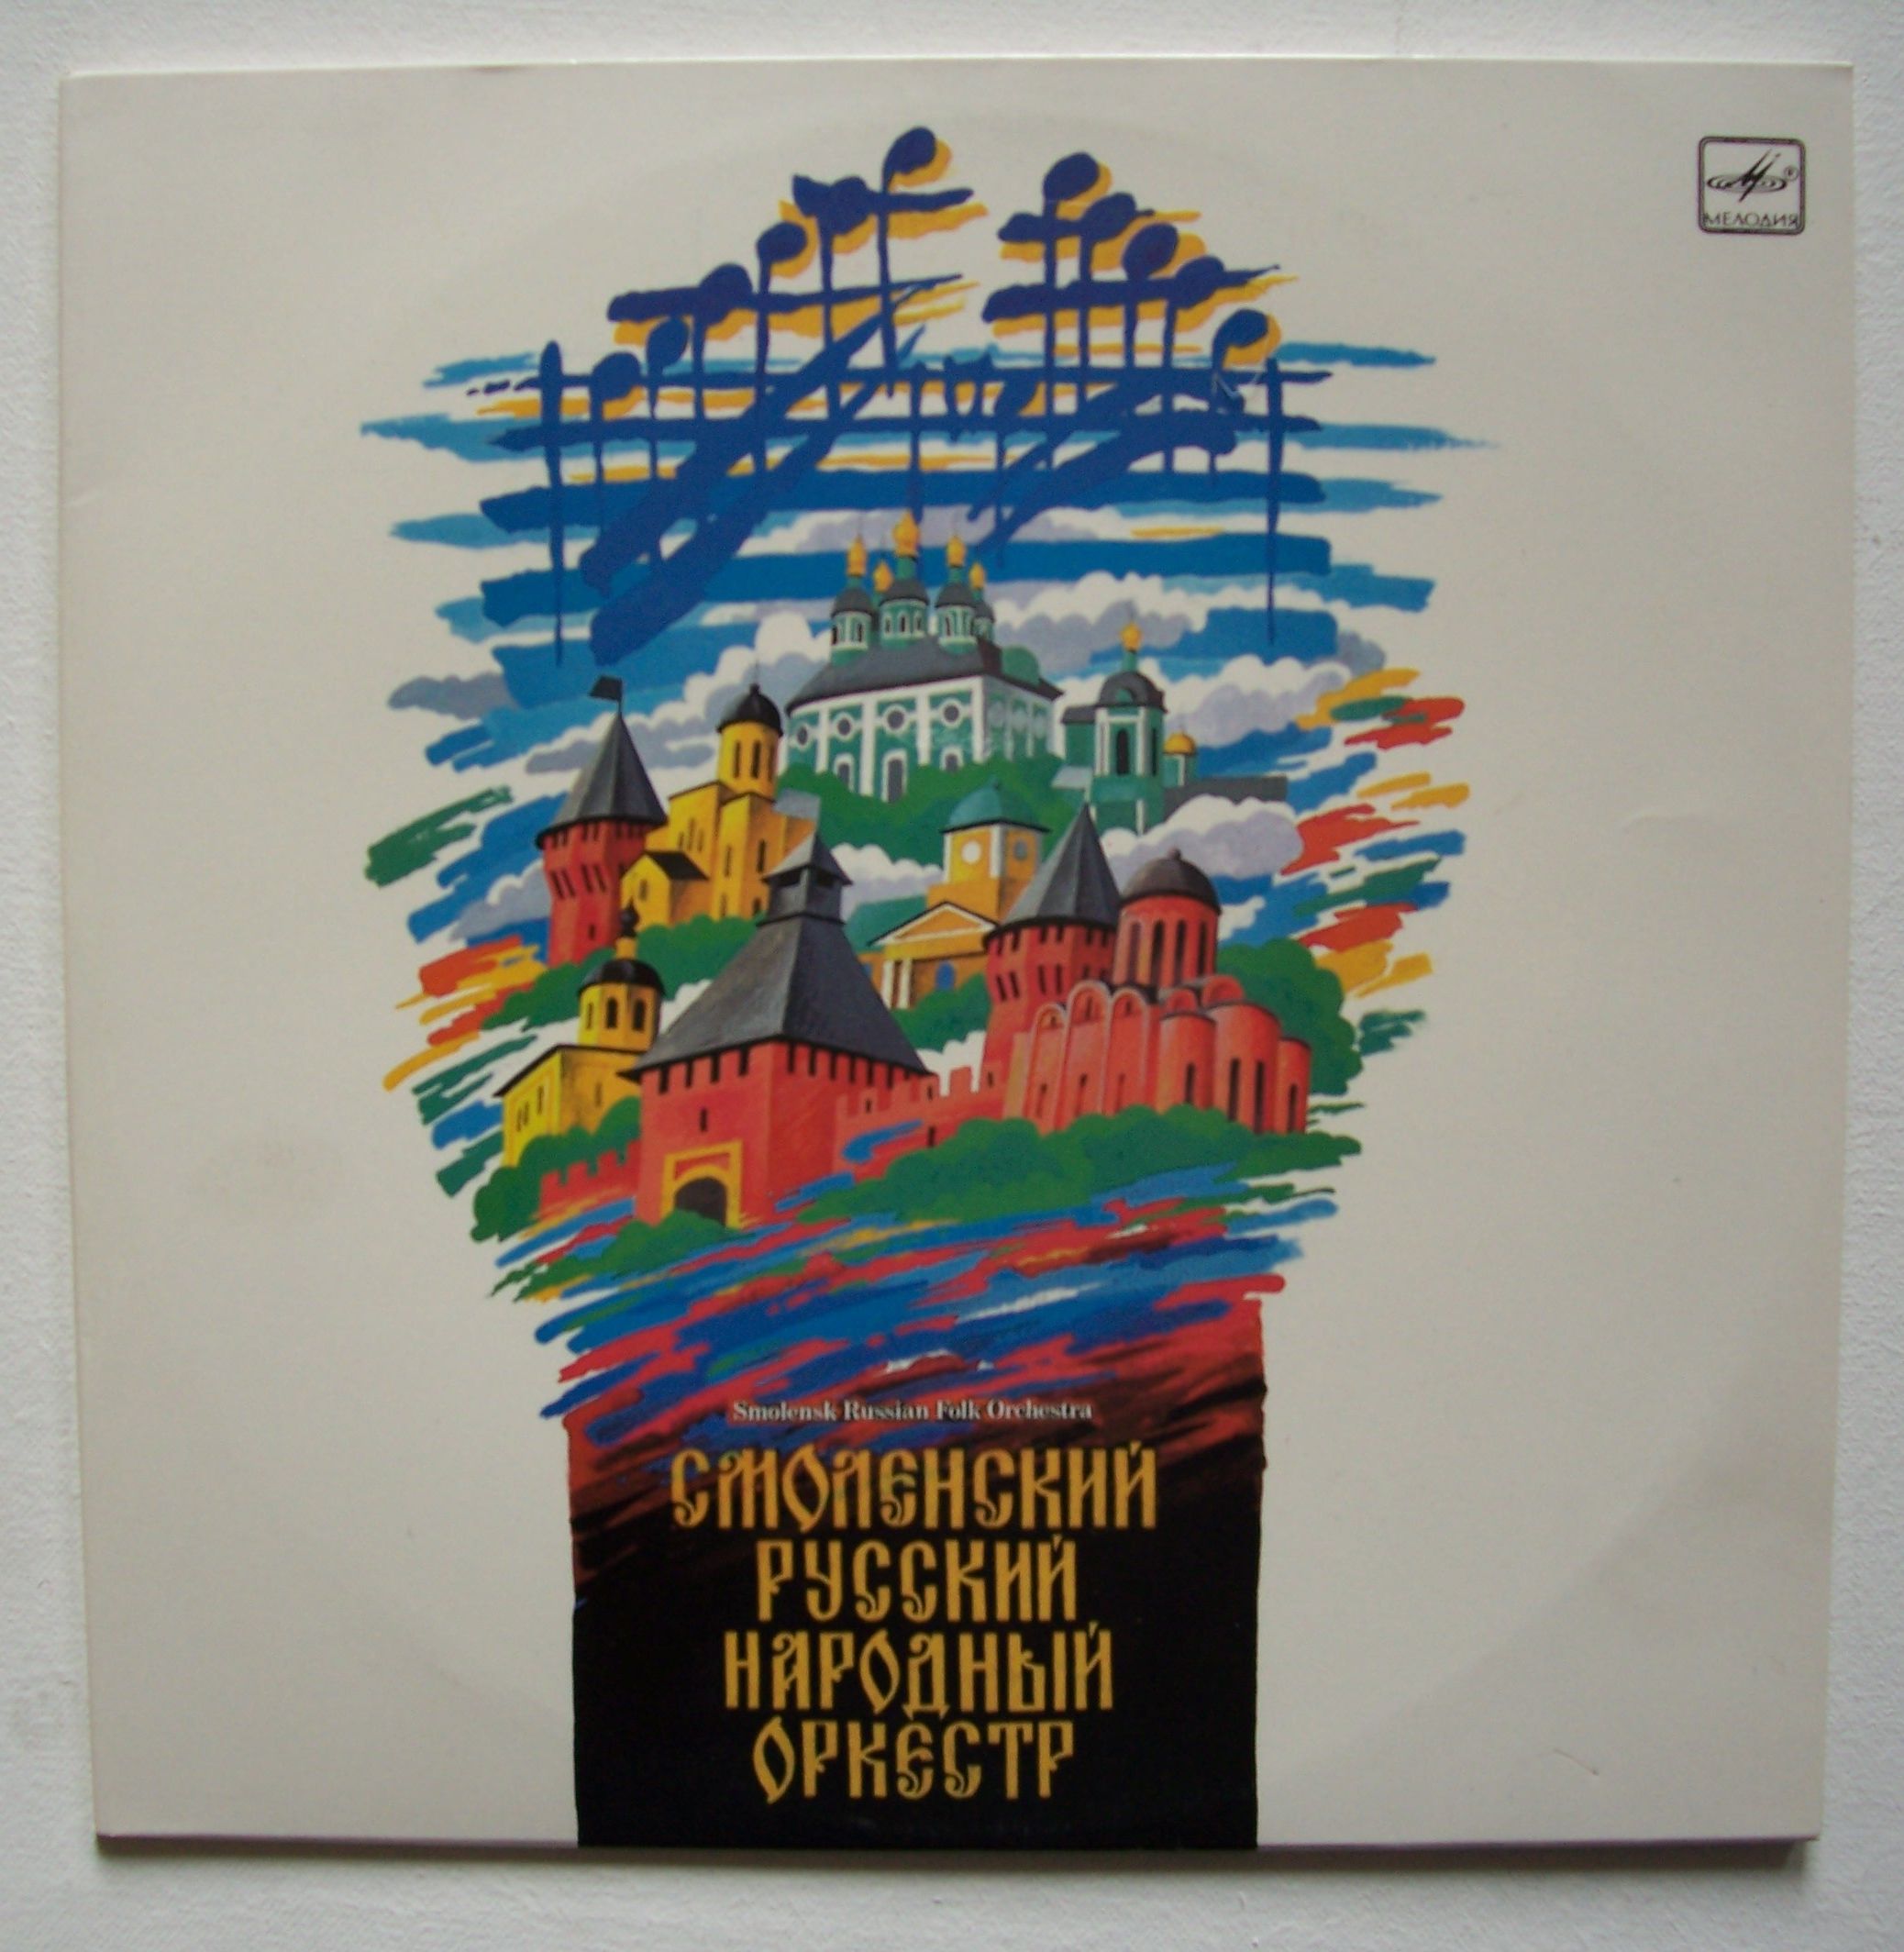 МЕЛОДИЯ
Smolensk Russian Folk Orchestra
СМОЛЕНСКИЙ
РУССКИЙ
НАРОДНЫЙ
ОРКЕСТР